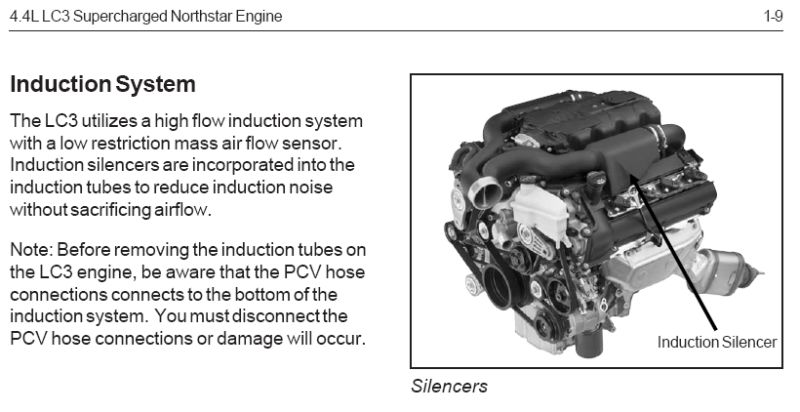 4.4L LC3 Supercharged Northstar Engine 1-9
Induction System
The LC3 utilizes a high flow induction system
with a low restriction mass air flow sensor.
Induction silencers are incorporated into the
induction tubes to reduce induction noise
without sacrificing airflow.
Note: Before removing the induction tubes on
the LC3 engine, be aware that the PCV hose
connections connects to the bottom of the
induction system. You must disconnect the
PCV hose connections or damage will occur.
Induction Silencer
Silencers